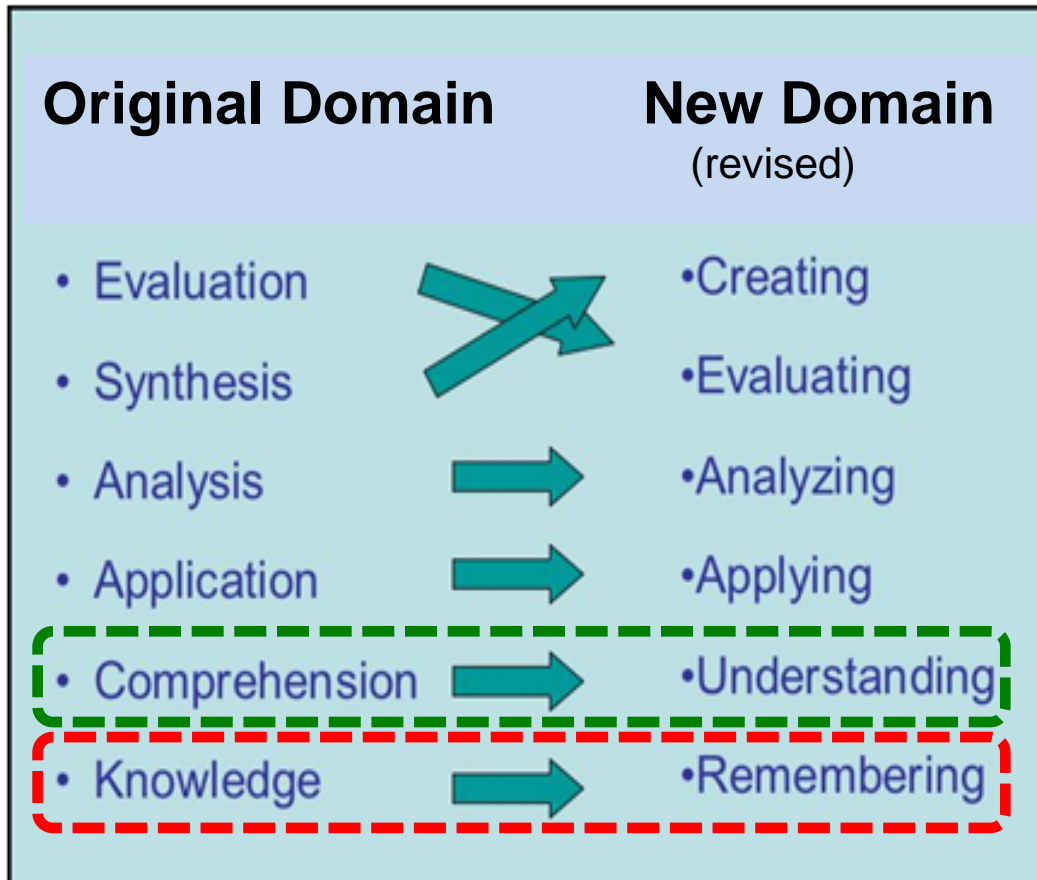 Original Domain New Domain
(revised)
• Evaluation •Creating
• Synthesis •Evaluating
• Analysis •Analyzing
• Application •Applying
• Comprehension •Understanding
• Knowledge •Remembering